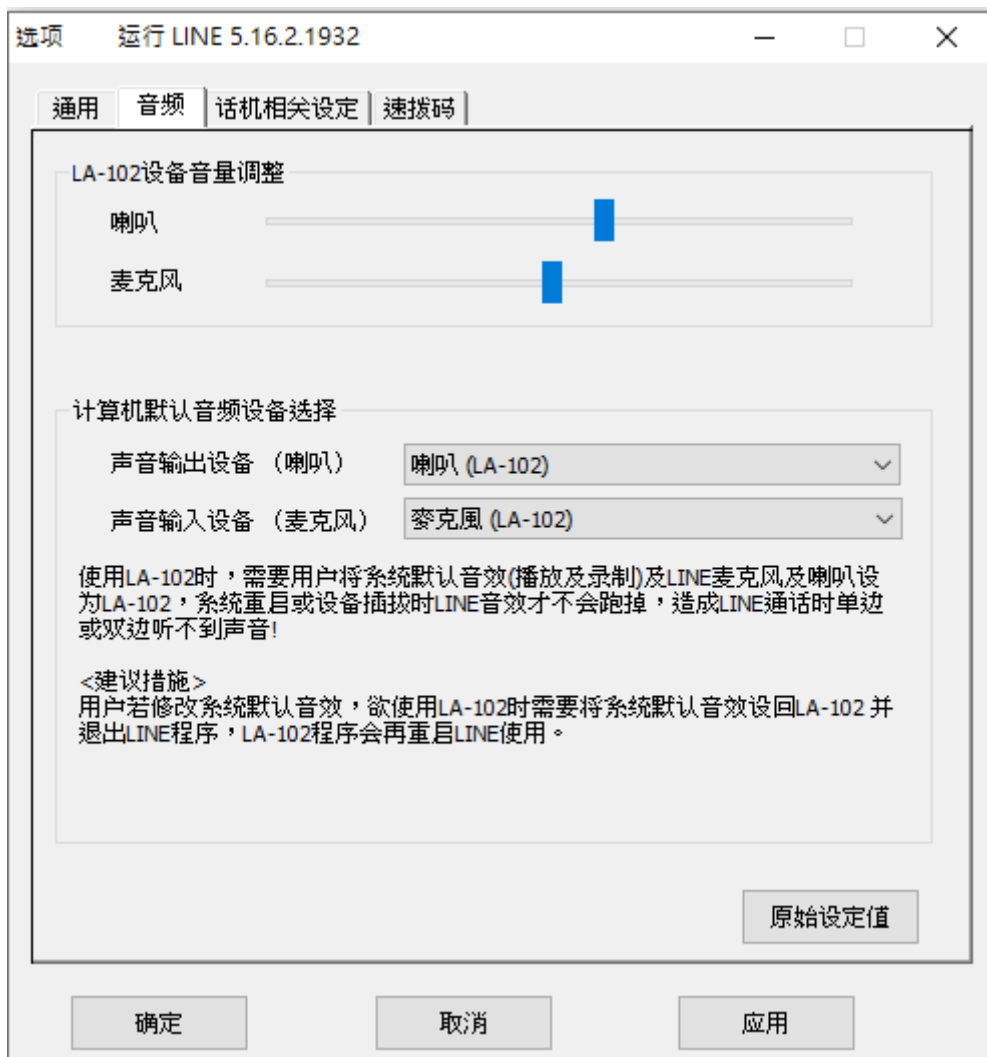 选项 运行 LINE 5.16.2.1932
通用 音频 话机相关设定 速拨码
LA-102设备音量调整
喇叭
麦克风
计算机默认音频设备选择
声音输出设备 （喇叭） 喇叭 (LA-102)
声音输入设备 （麦克风） 麥克風 (LA-102)
使用LA-102时，需要用户将系统默认音效(播放及录制)及LINE麦克风及喇叭设
为LA-102，系统重启或设备插拔时LINE音效才不会跑掉，造成LINE通话时单边
或双边听不到声音!
<建议措施>
用户若修改系统默认音效，欲使用LA-102时需要将系统默认音效设回LA-102 并
退出LINE程序，LA-102程序会再重启LINE使用。
原始设定值
确定 取消 应用